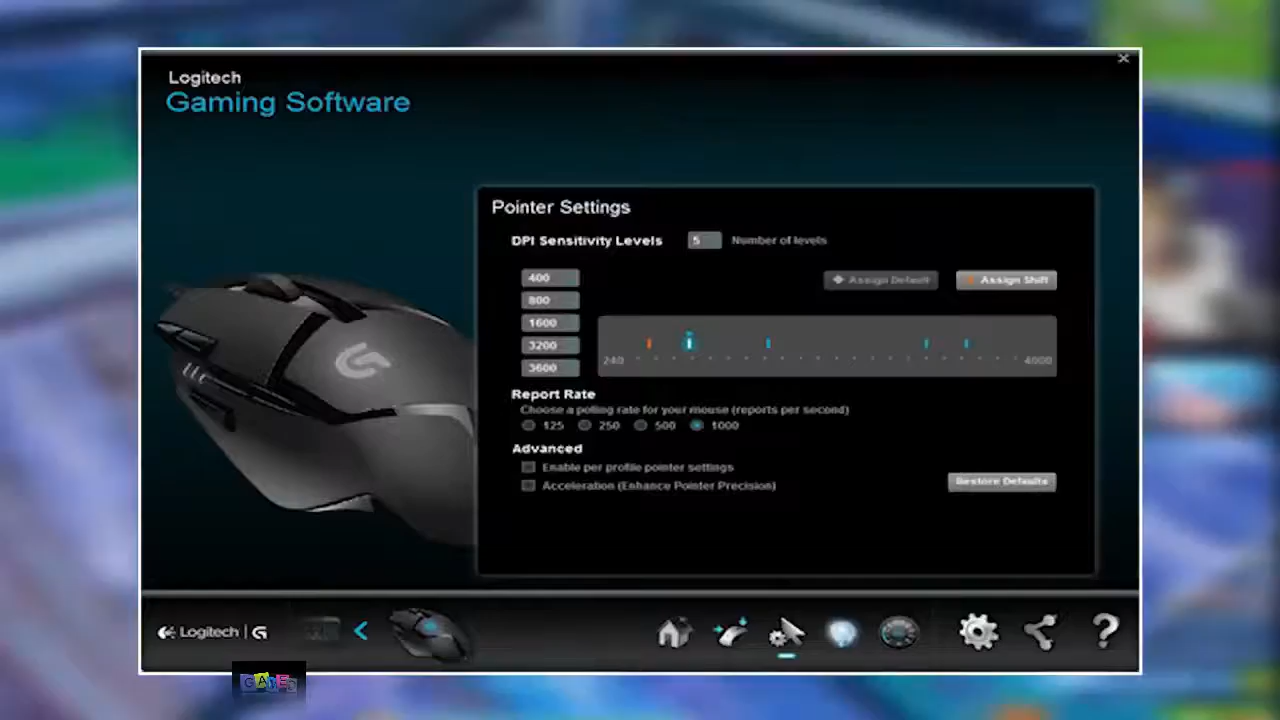 Logitech
Gaming Software
Pointer Settings
DPI Sensitivity Levels 5 Number of levels
400
Assign Default Assign Shift
800
1600
3200
240 4000
3600
Report Rate
Choose a polling rate for your mouse (reports per second)
125 250 500 1000
Advanced
Enable per profile pointer settings
Acceleration (Enhance Pointer Precision)
Restore Defaults
Logitech | G
?
GAMES